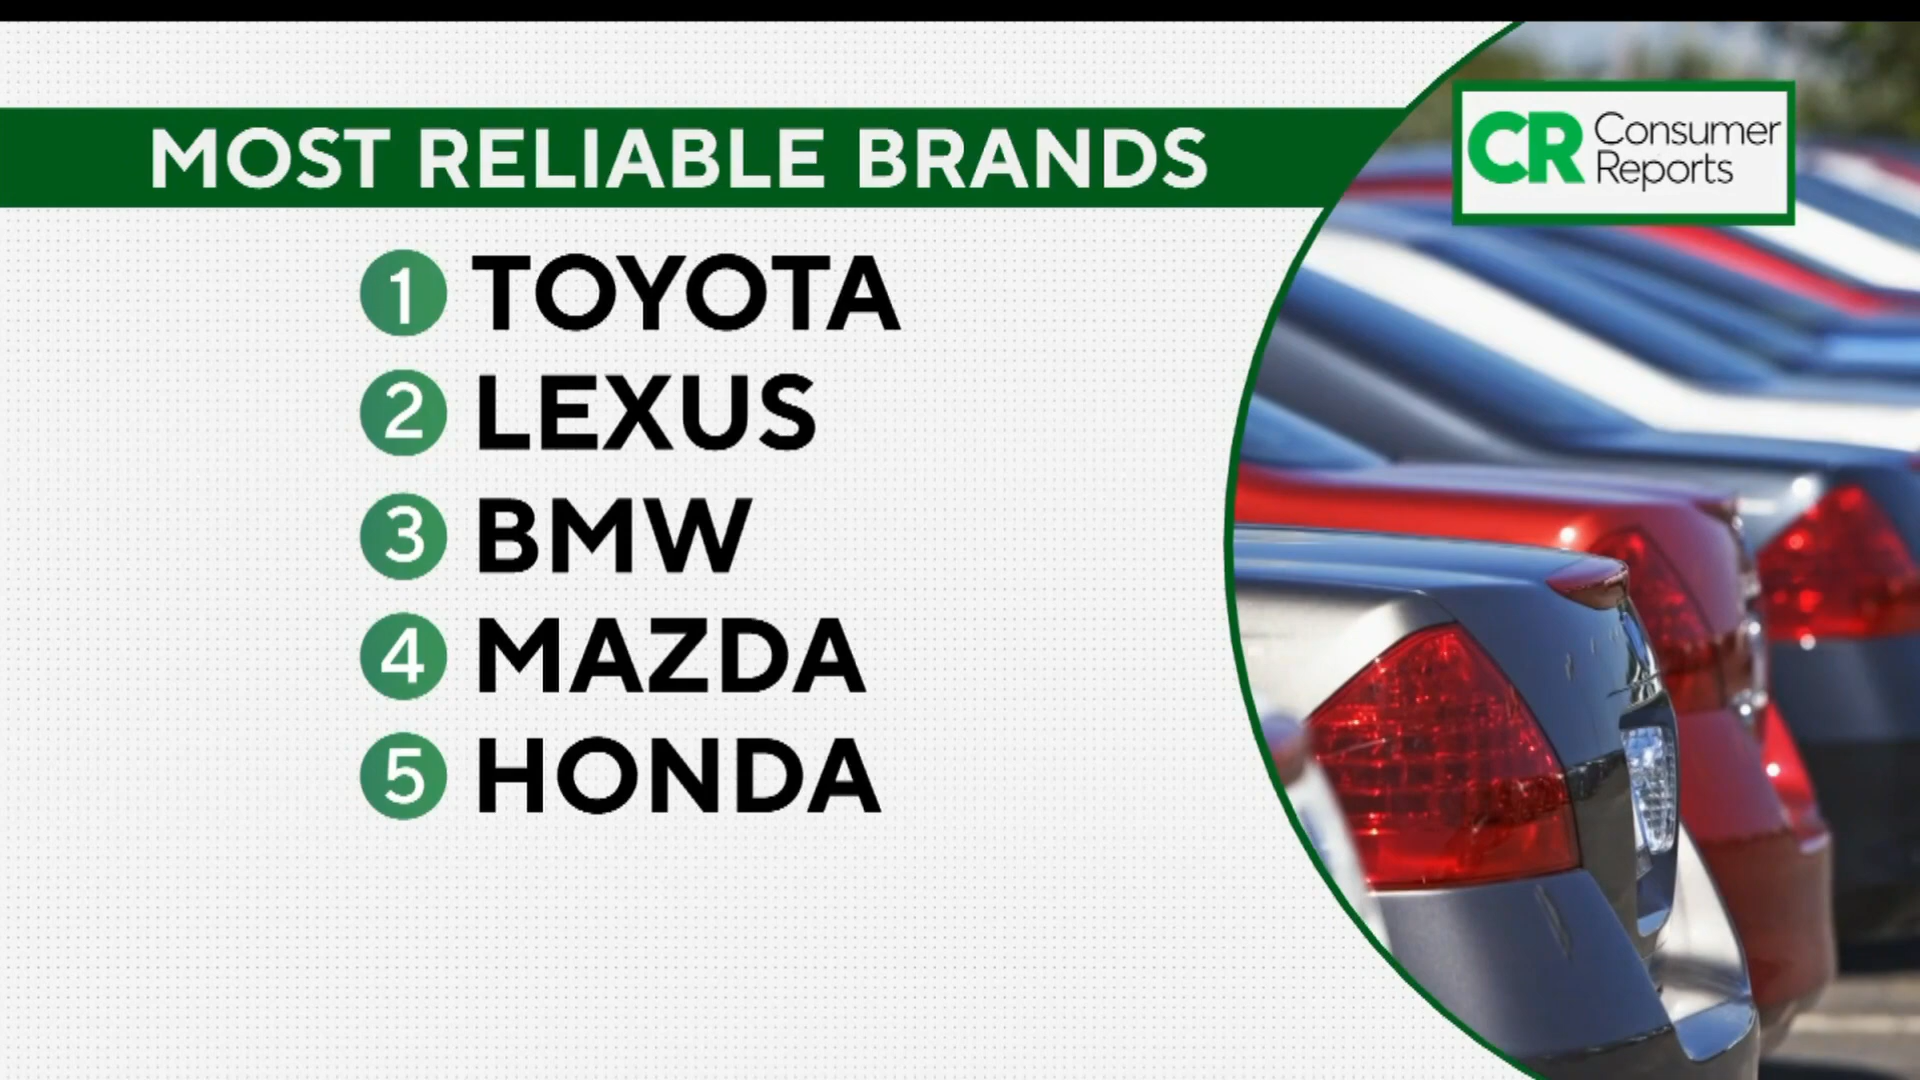 MOST RELIABLE BRANDS
CR Consumer
Reports
1 TOYOTA
2 LEXUS
3 BMW
4 MAZDA
5 HONDA